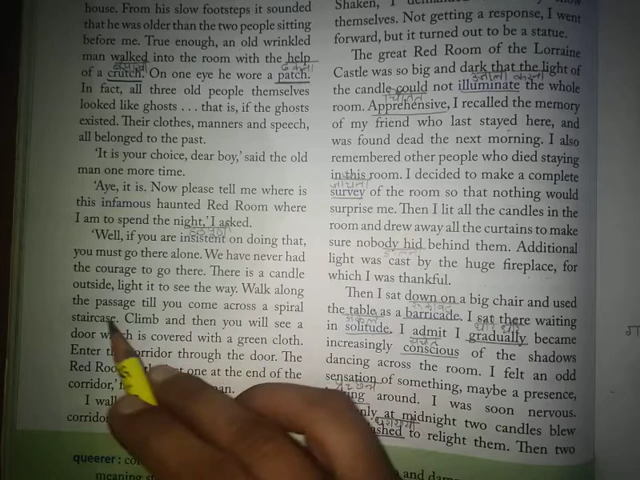 house. From his slow footsteps it sounded
that he was older than the two people sitting
before me. True enough, an old wrinkled
man walked into the room with the help
of a crutch. On one eye he wore a patch.
In fact, all three old people themselves
looked like ghosts . . . that is, if the ghosts
existed. Their clothes, manners and speech,
all belonged to the past.
'It is your choice, dear boy,' said the old
man one more time.
'Aye, it is. Now please tell me where is
this infamous haunted Red Room where
I am to spend the night,' I asked.
'Well, if you are insistent on doing that,
you must go there alone. We have never had
the courage to go there. There is a candle
outside, light it to see the way. Walk along
the passage till you come across a spiral
staircase. Climb and then you will see a
door which is covered with a green cloth.
Enter the corridor through the door. The
Red Room one at the end of the
corridor,' man.
I
corridor
queerer:
meaning
Shaken, I
themselves. Not getting a response, I went
forward, but it turned out to be a statue.
The great Red Room of the Lorraine
Castle was so big and dark that the light of
the candle could not illuminate the whole
room. Apprehensive, I recalled the memory
of my friend who last stayed here, and
was found dead the next morning. I also
remembered other people who died staying
in this room. I decided to make a complete
survey of the room so that nothing would
surprise me. Then I lit all the candles in the
room and drew away all the curtains to make
sure nobody hid behind them. Additional
light was cast by the huge fireplace, for
which I was thankful.
Then I sat down on a big chair and used
the table as a barricade. I sat there waiting
in solitude. I admit I gradually became
increasingly conscious of the shadows
dancing across the room. I felt an odd
sensation of something, maybe a presence,
around. I was soon nervous.
at midnight two candles blew
to relight them. Then two
and